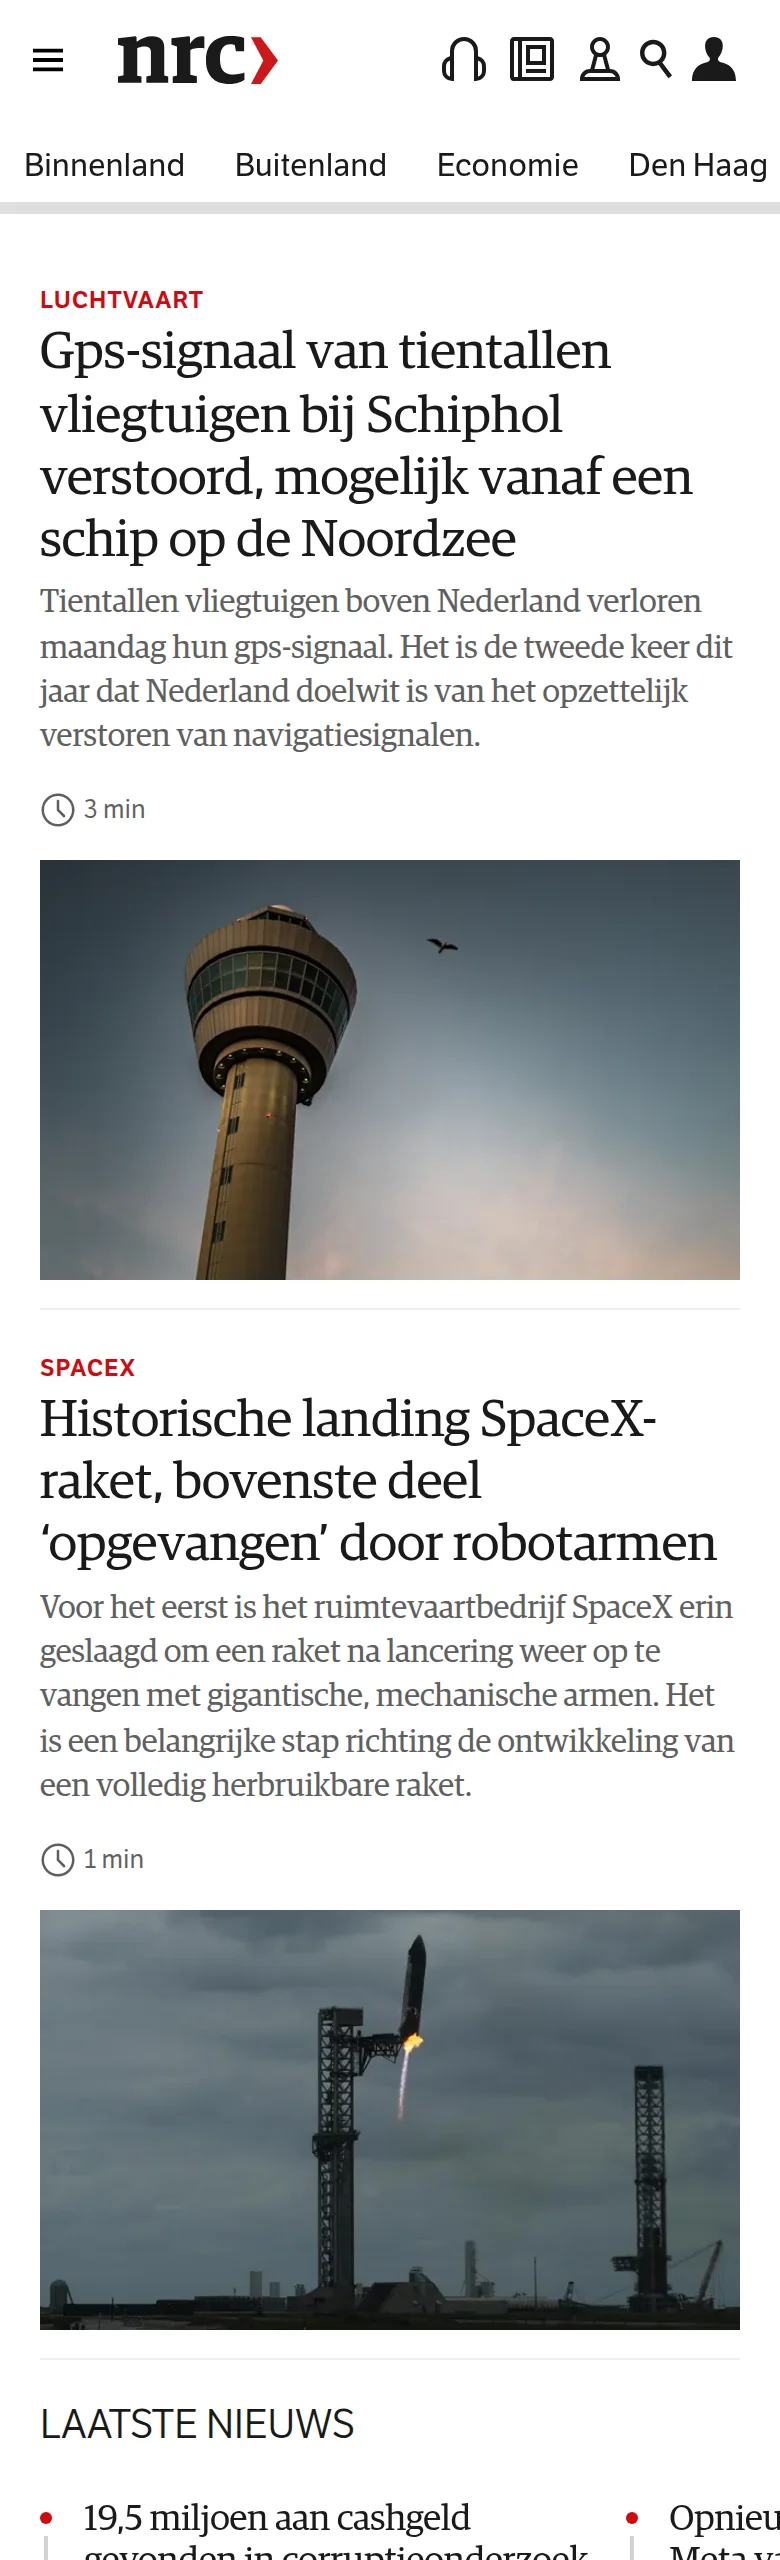 nrc
Binnenland Buitenland Economie Den Haag
LUCHTVAART
Gps-signaal van tientallen
vliegtuigen bij Schiphol
verstoord, mogelijk vanaf een
schip op de Noordzee
Tientallen vliegtuigen boven Nederland verloren
maandag hun gps-signaal. Het is de tweede keer dit
jaar dat Nederland doelwit is van het opzettelijk
verstoren van navigatiesignalen.
3 min
SPACEX
Historische landing SpaceX-
raket, bovenste deel
‘opgevangen’ door robotarmen
Voor het eerst is het ruimtevaartbedrijf SpaceX erin
geslaagd om een raket na lancering weer op te
vangen met gigantische, mechanische armen. Het
is een belangrijke stap richting de ontwikkeling van
een volledig herbruikbare raket.
1 min
LAATSTE NIEUWS
19,5 miljoen aan cashgeld
gevonden in corruptieonderzoek
Opnieu
Meta va